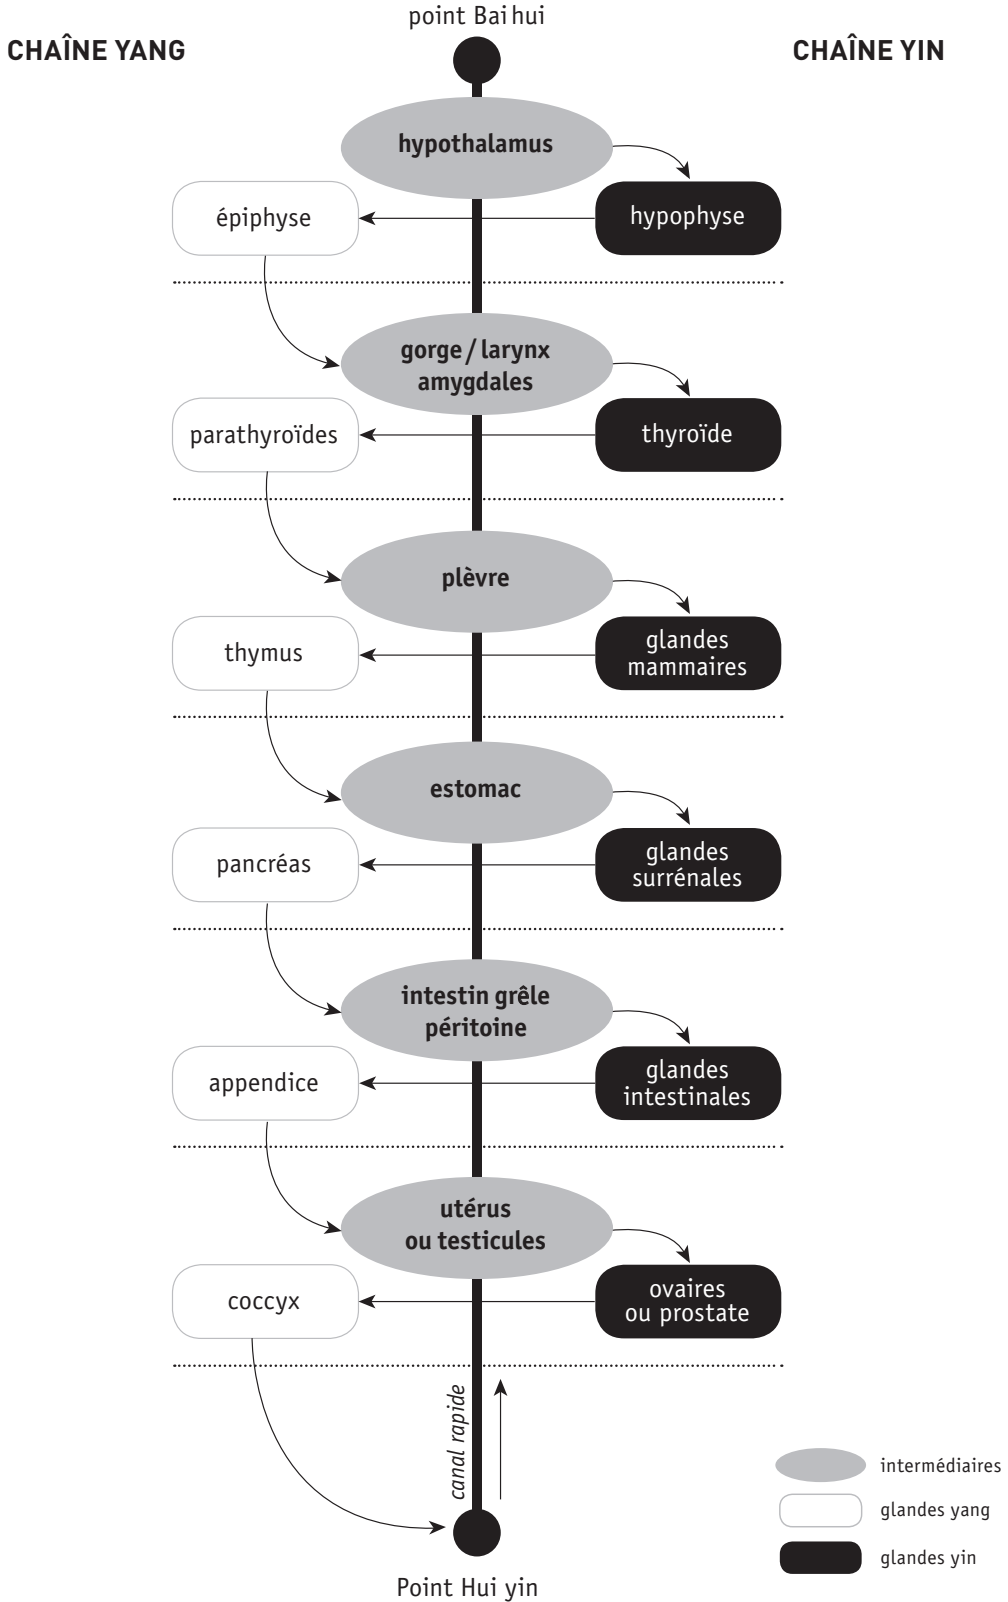 point Bai hui
CHAÎNE YANG
CHAÎNE YIN
hypothalamus
épiphyse
hypophyse
gorge / larynx
amygdales
parathyroïdes
thyroïde
plèvre
thymus
glandes
mammaires
estomac
pancréas
glandes
surrénales
intestin grêle
péritoine
appendice
glandes
intestinales
utérus
ou testicules
coccyx
ovaires
ou prostate
canal rapide
intermédiaires
glandes yang
glandes yin
Point Hui yin